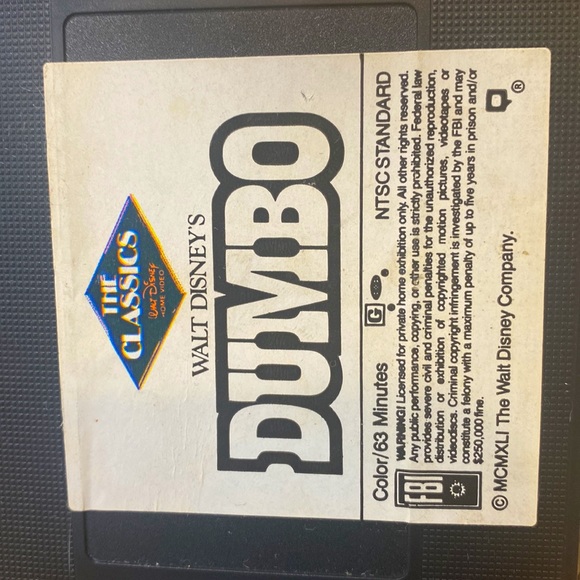 THE
CLASSICS
WALT DISNEY
HOME VIDEO
WALT DISNEY'S
DUMBO
Color/63 Minutes G NTSC STANDARD
WARNING! Licensed for private home exhibition only. All other rights reserved.
Any public performance, copying, or other use is strictly prohibited. Federal law
provides severe civil and criminal penalties for the unauthorized reproduction,
distribution or exhibition of copyrighted motion pictures, videotapes or
videodiscs. Criminal copyright infringement is investigated by the FBI and may
constitute a felony with a maximum penalty of up to five years in prison and/or
$250,000 fine.
FBI
© MCMXLI The Walt Disney Company.
®